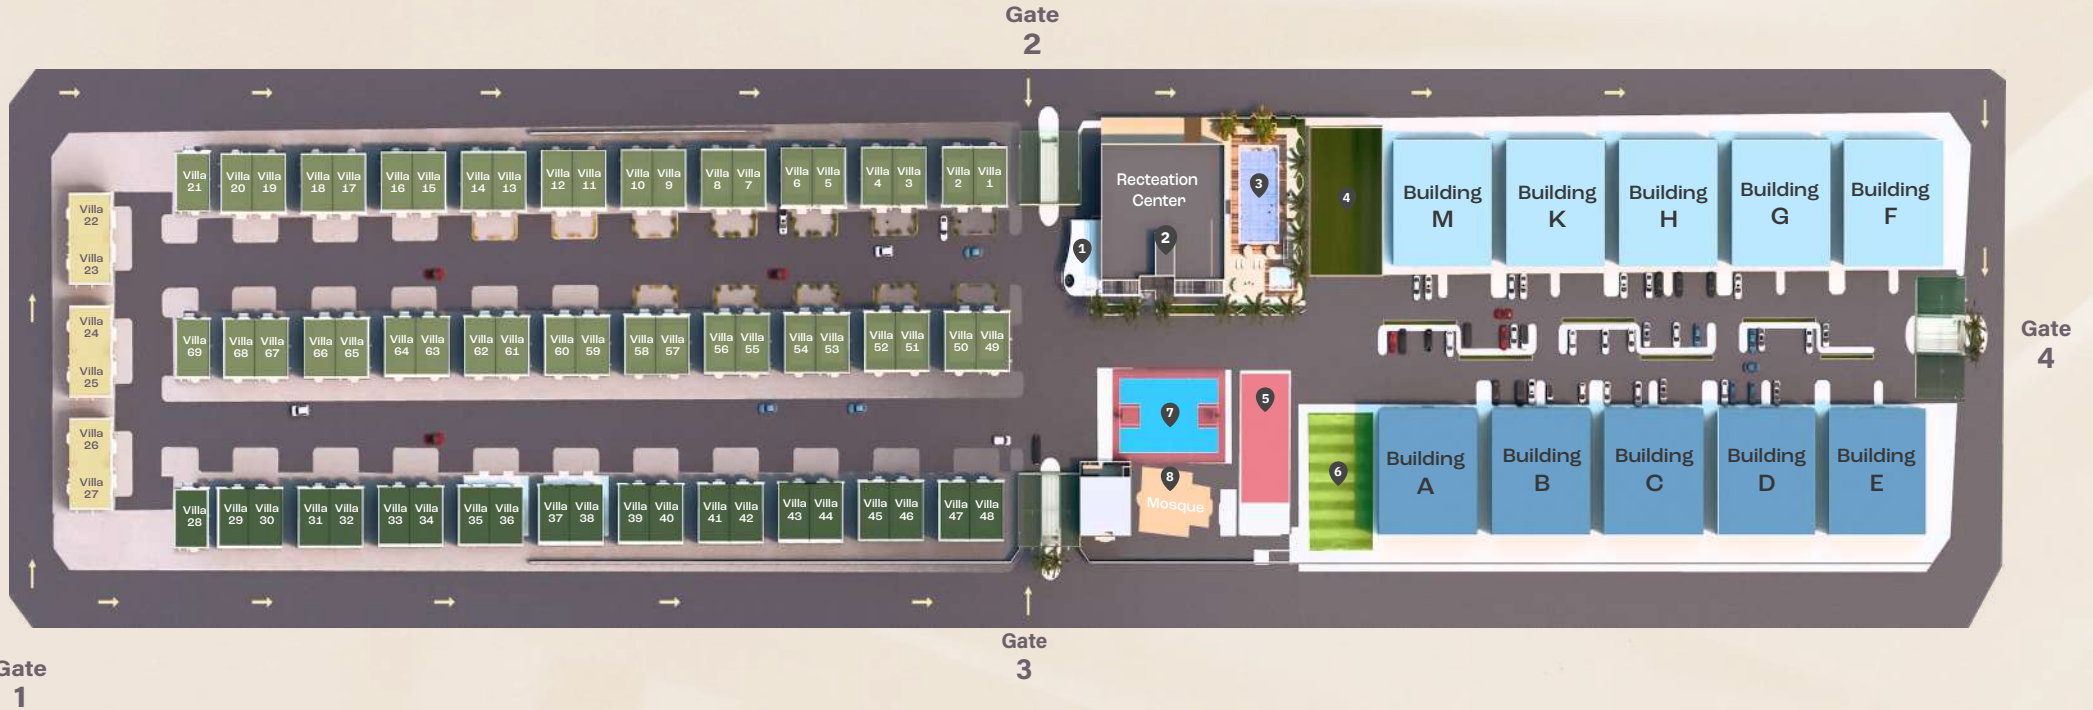 Gate
2
Villa
21
Villa
20
Villa
19
Villa
18
Villa
17
Villa
16
Villa
15
Villa
14
Villa
13
Villa
12
Villa
11
Villa
10
Villa
9
Villa
8
Villa
7
Villa
6
Villa
5
Villa
4
Villa
3
Villa
2
Villa
1
Recteation
Center
1
2
3
4
Building
M
Building
K
Building
H
Building
G
Building
F
Villa
22
Villa
23
Villa
24
Villa
25
Villa
26
Villa
27
Villa
69
Villa
68
Villa
67
Villa
66
Villa
65
Villa
64
Villa
63
Villa
62
Villa
61
Villa
60
Villa
59
Villa
58
Villa
57
Villa
56
Villa
55
Villa
54
Villa
53
Villa
52
Villa
51
Villa
50
Villa
49
Gate
4
7
5
6
8
Mosque
Building
A
Building
B
Building
C
Building
D
Building
E
Villa
28
Villa
29
Villa
30
Villa
31
Villa
32
Villa
33
Villa
34
Villa
35
Villa
36
Villa
37
Villa
38
Villa
39
Villa
40
Villa
41
Villa
42
Villa
43
Villa
44
Villa
45
Villa
46
Villa
47
Villa
48
Gate
3
Gate
1